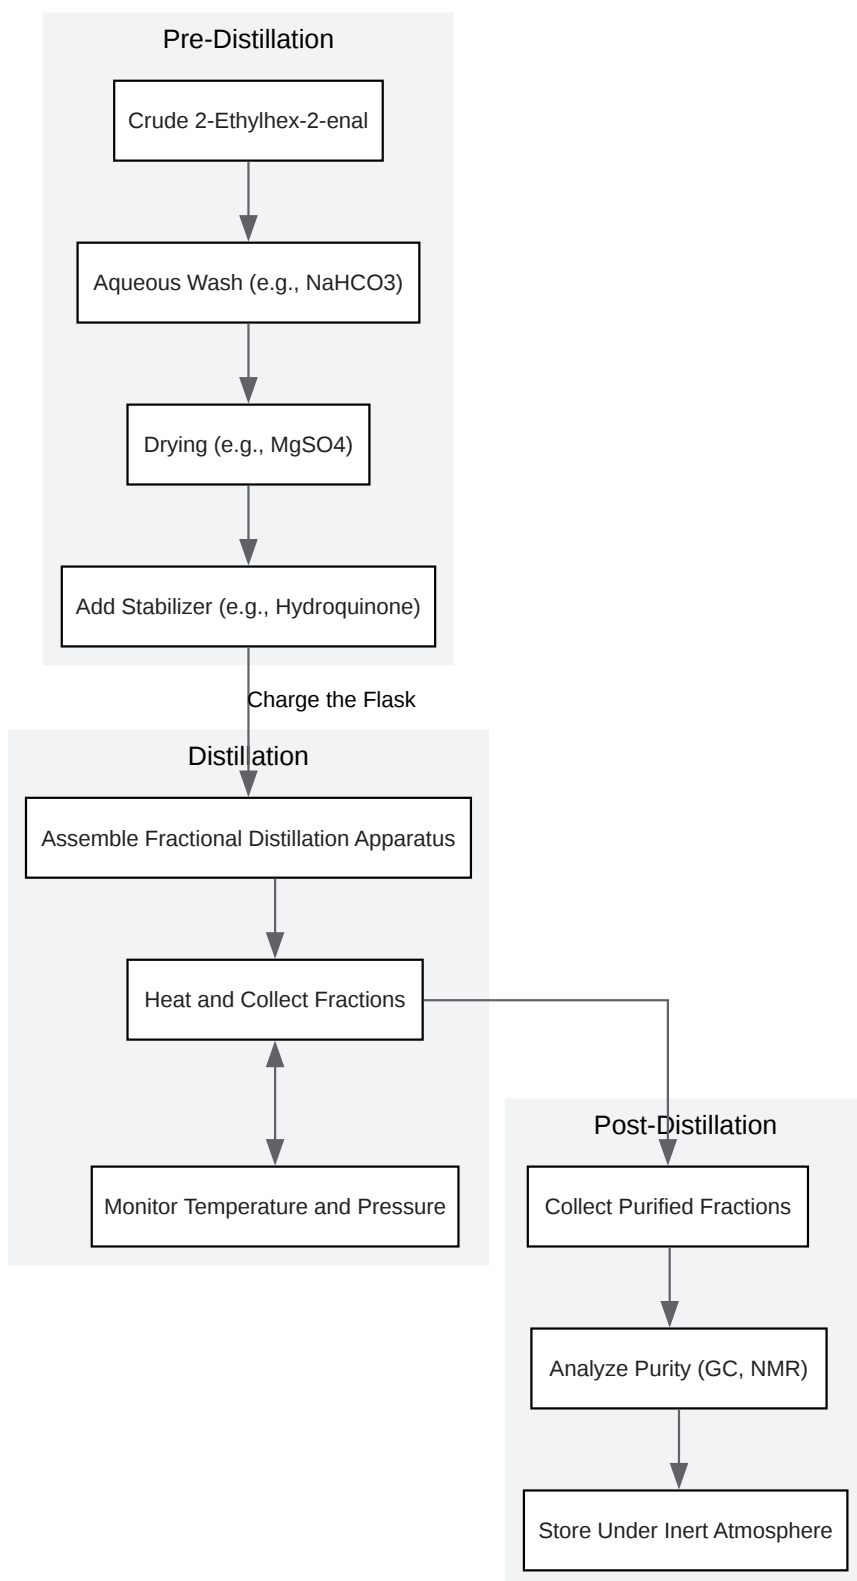 Pre-Distillation
Crude 2-Ethylhex-2-enal
Aqueous Wash (e.g., NaHCO3)
Drying (e.g., MgSO4)
Add Stabilizer (e.g., Hydroquinone)
Charge the Flask
Distillation
Assemble Fractional Distillation Apparatus
Heat and Collect Fractions
Monitor Temperature and Pressure
Post-Distillation
Collect Purified Fractions
Analyze Purity (GC, NMR)
Store Under Inert Atmosphere